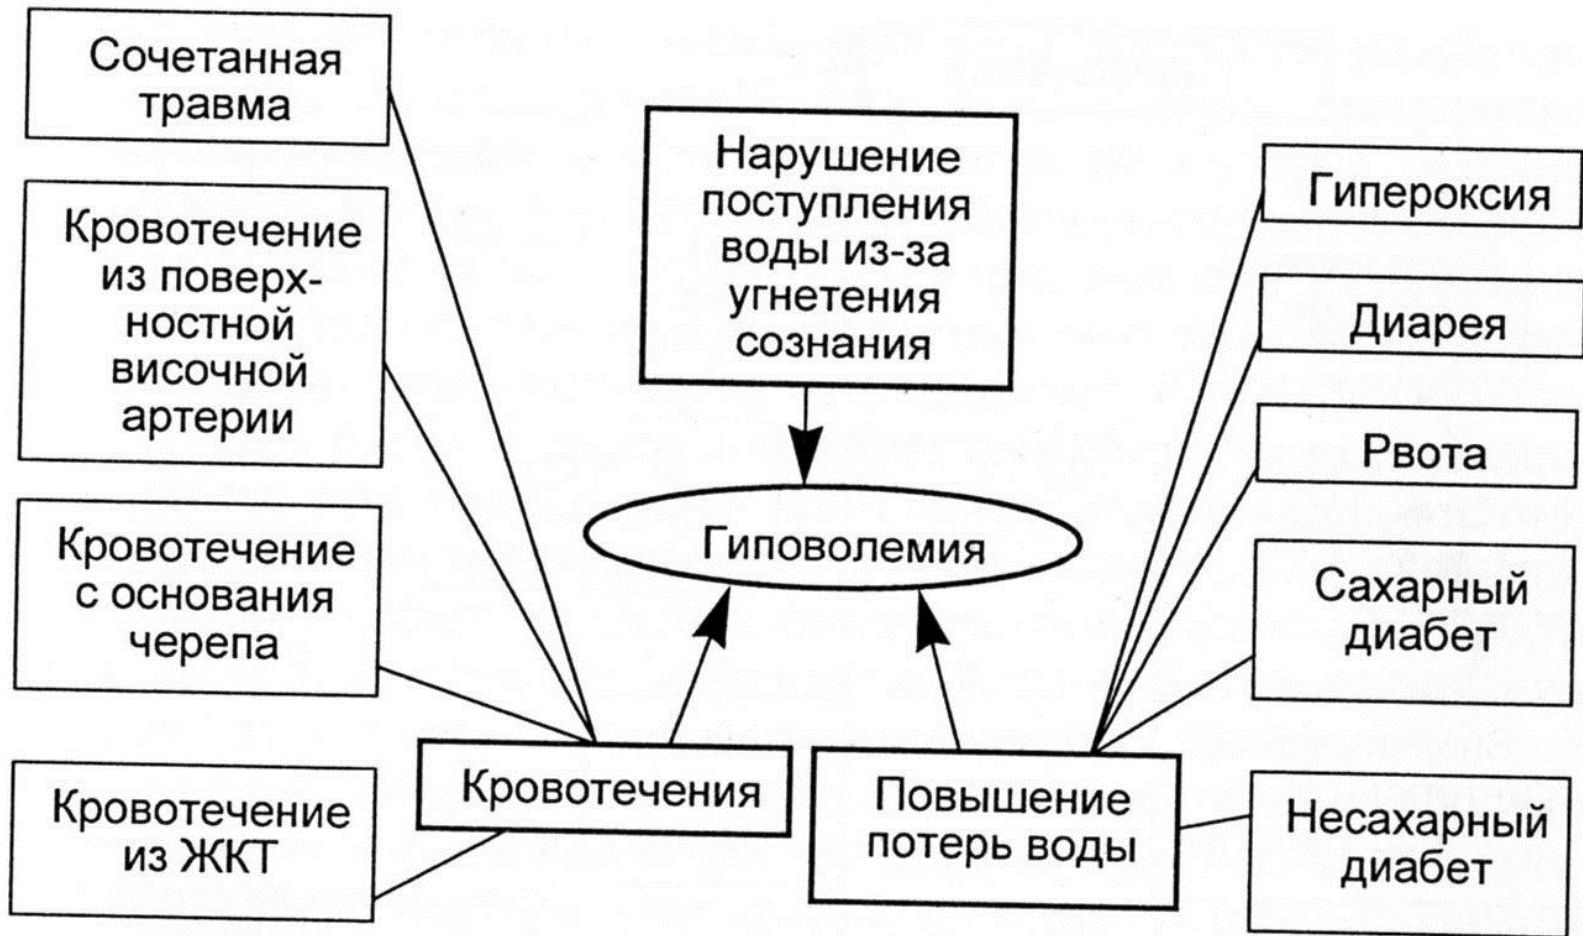 Сочетанная
травма
Кровотечение
из поверх-
ностной
височной
артерии
Кровотечение
с основания
черепа
Кровотечение
из ЖКТ
Нарушение
поступления
воды из-за
угнетения
сознания
Гиповолемия
Кровотечения
Повышение
потерь воды
Гипероксия
Диарея
Рвота
Сахарный
диабет
Несахарный
диабет